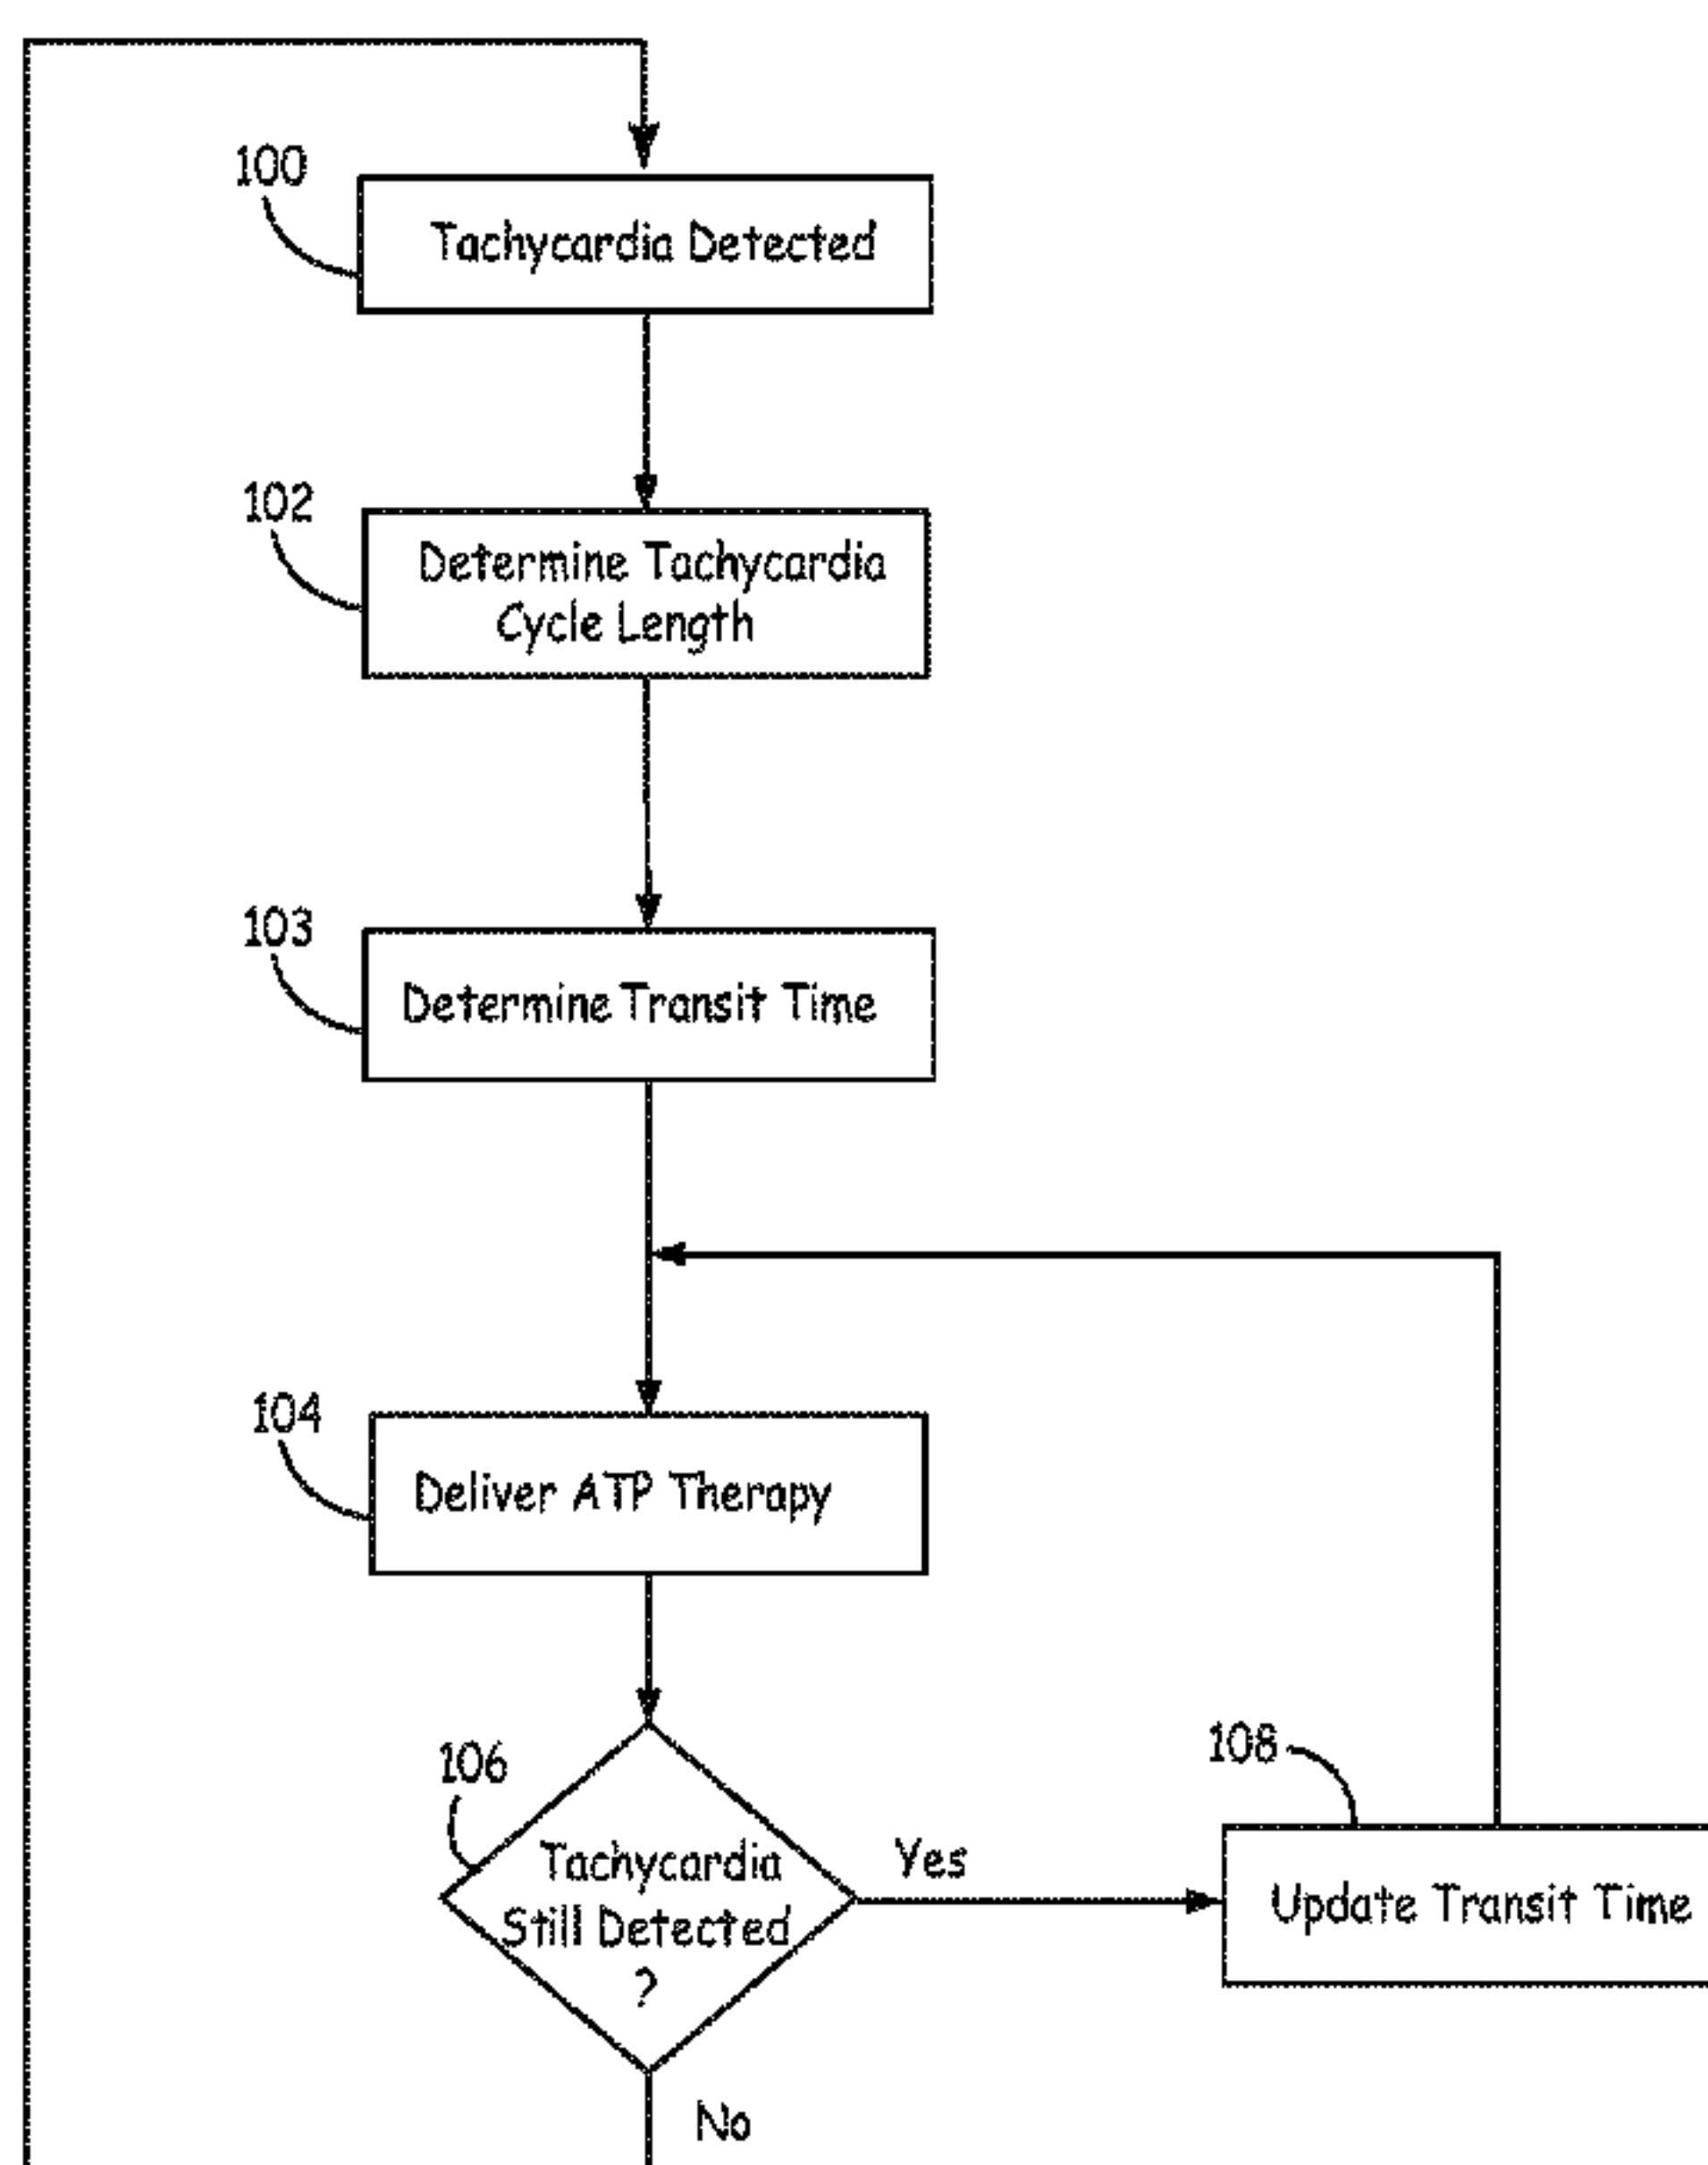 100
Tachycardia Detected
102
Determine Tachycardia
Cycle Length
103
Determine Transit Time
104
Deliver ATP Therapy
106
Tachycardia
Still Detected
?
Yes
108
Update Transit Time
No